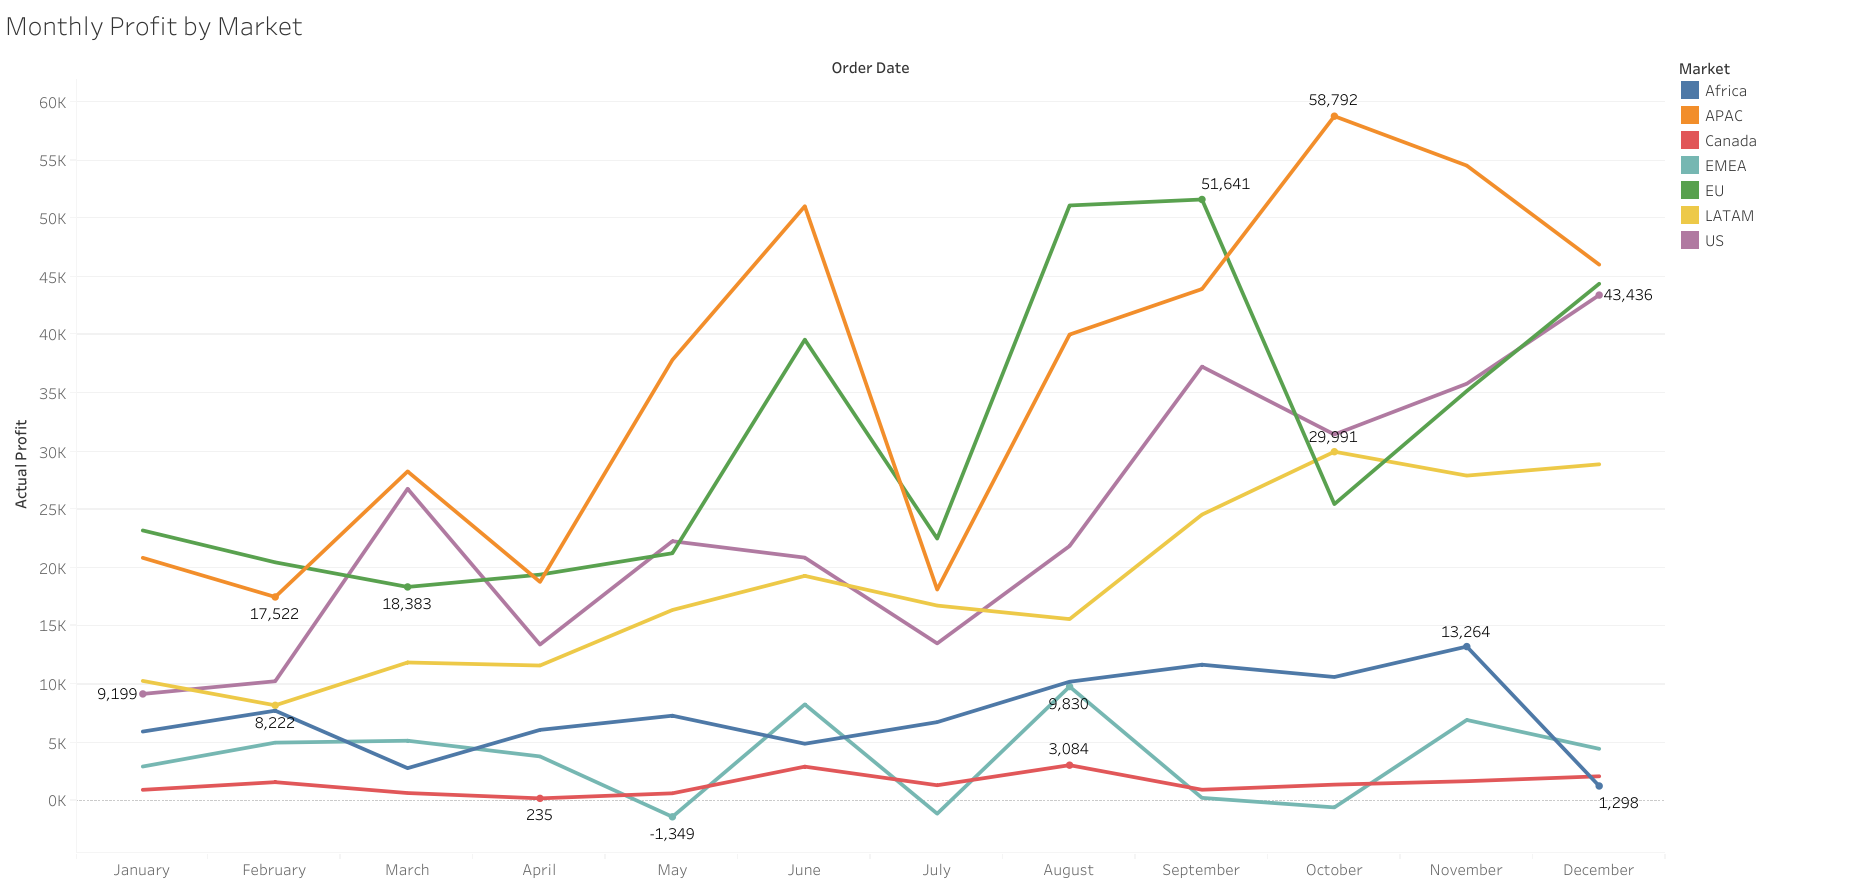 Monthly Profit by Market
Order Date
Market
Africa
APAC
Canada
EMEA
EU
LATAM
US
Actual Profit
60K
55K
50K
45K
40K
35K
30K
25K
20K
15K
10K
5K
0K
58,792
51,641
43,436
29,991
17,522
18,383
13,264
9,199
8,222
9,830
3,084
235
1,298
-1,349
January February March April May June July August September October November December